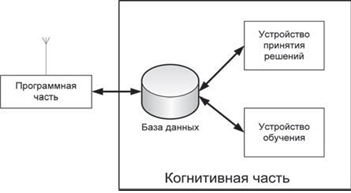 Программная
часть
База данных
Устройство
принятия
решений
Устройство
обучения
Когнитивная часть